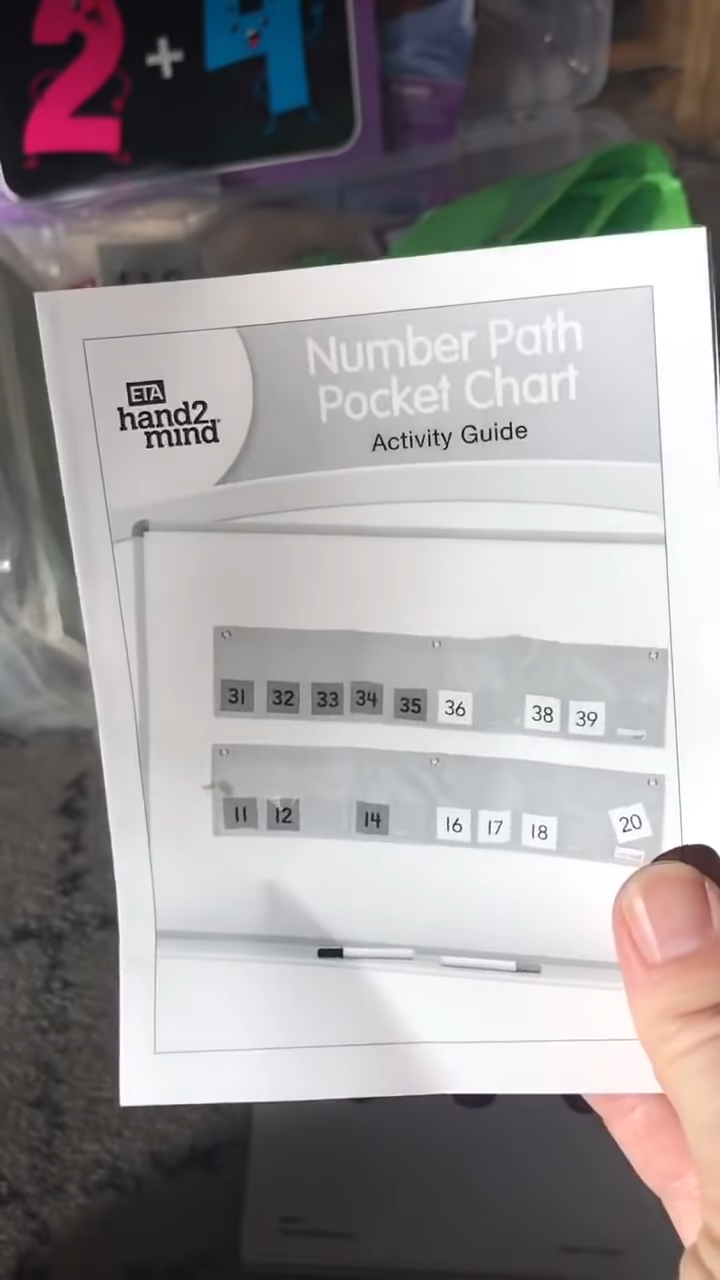 2 + 4
Number Path
Pocket Chart
Activity Guide
ETA
hand2
mind
31 32 33 34 35 36 38 39
11 12 14 16 17 18 20